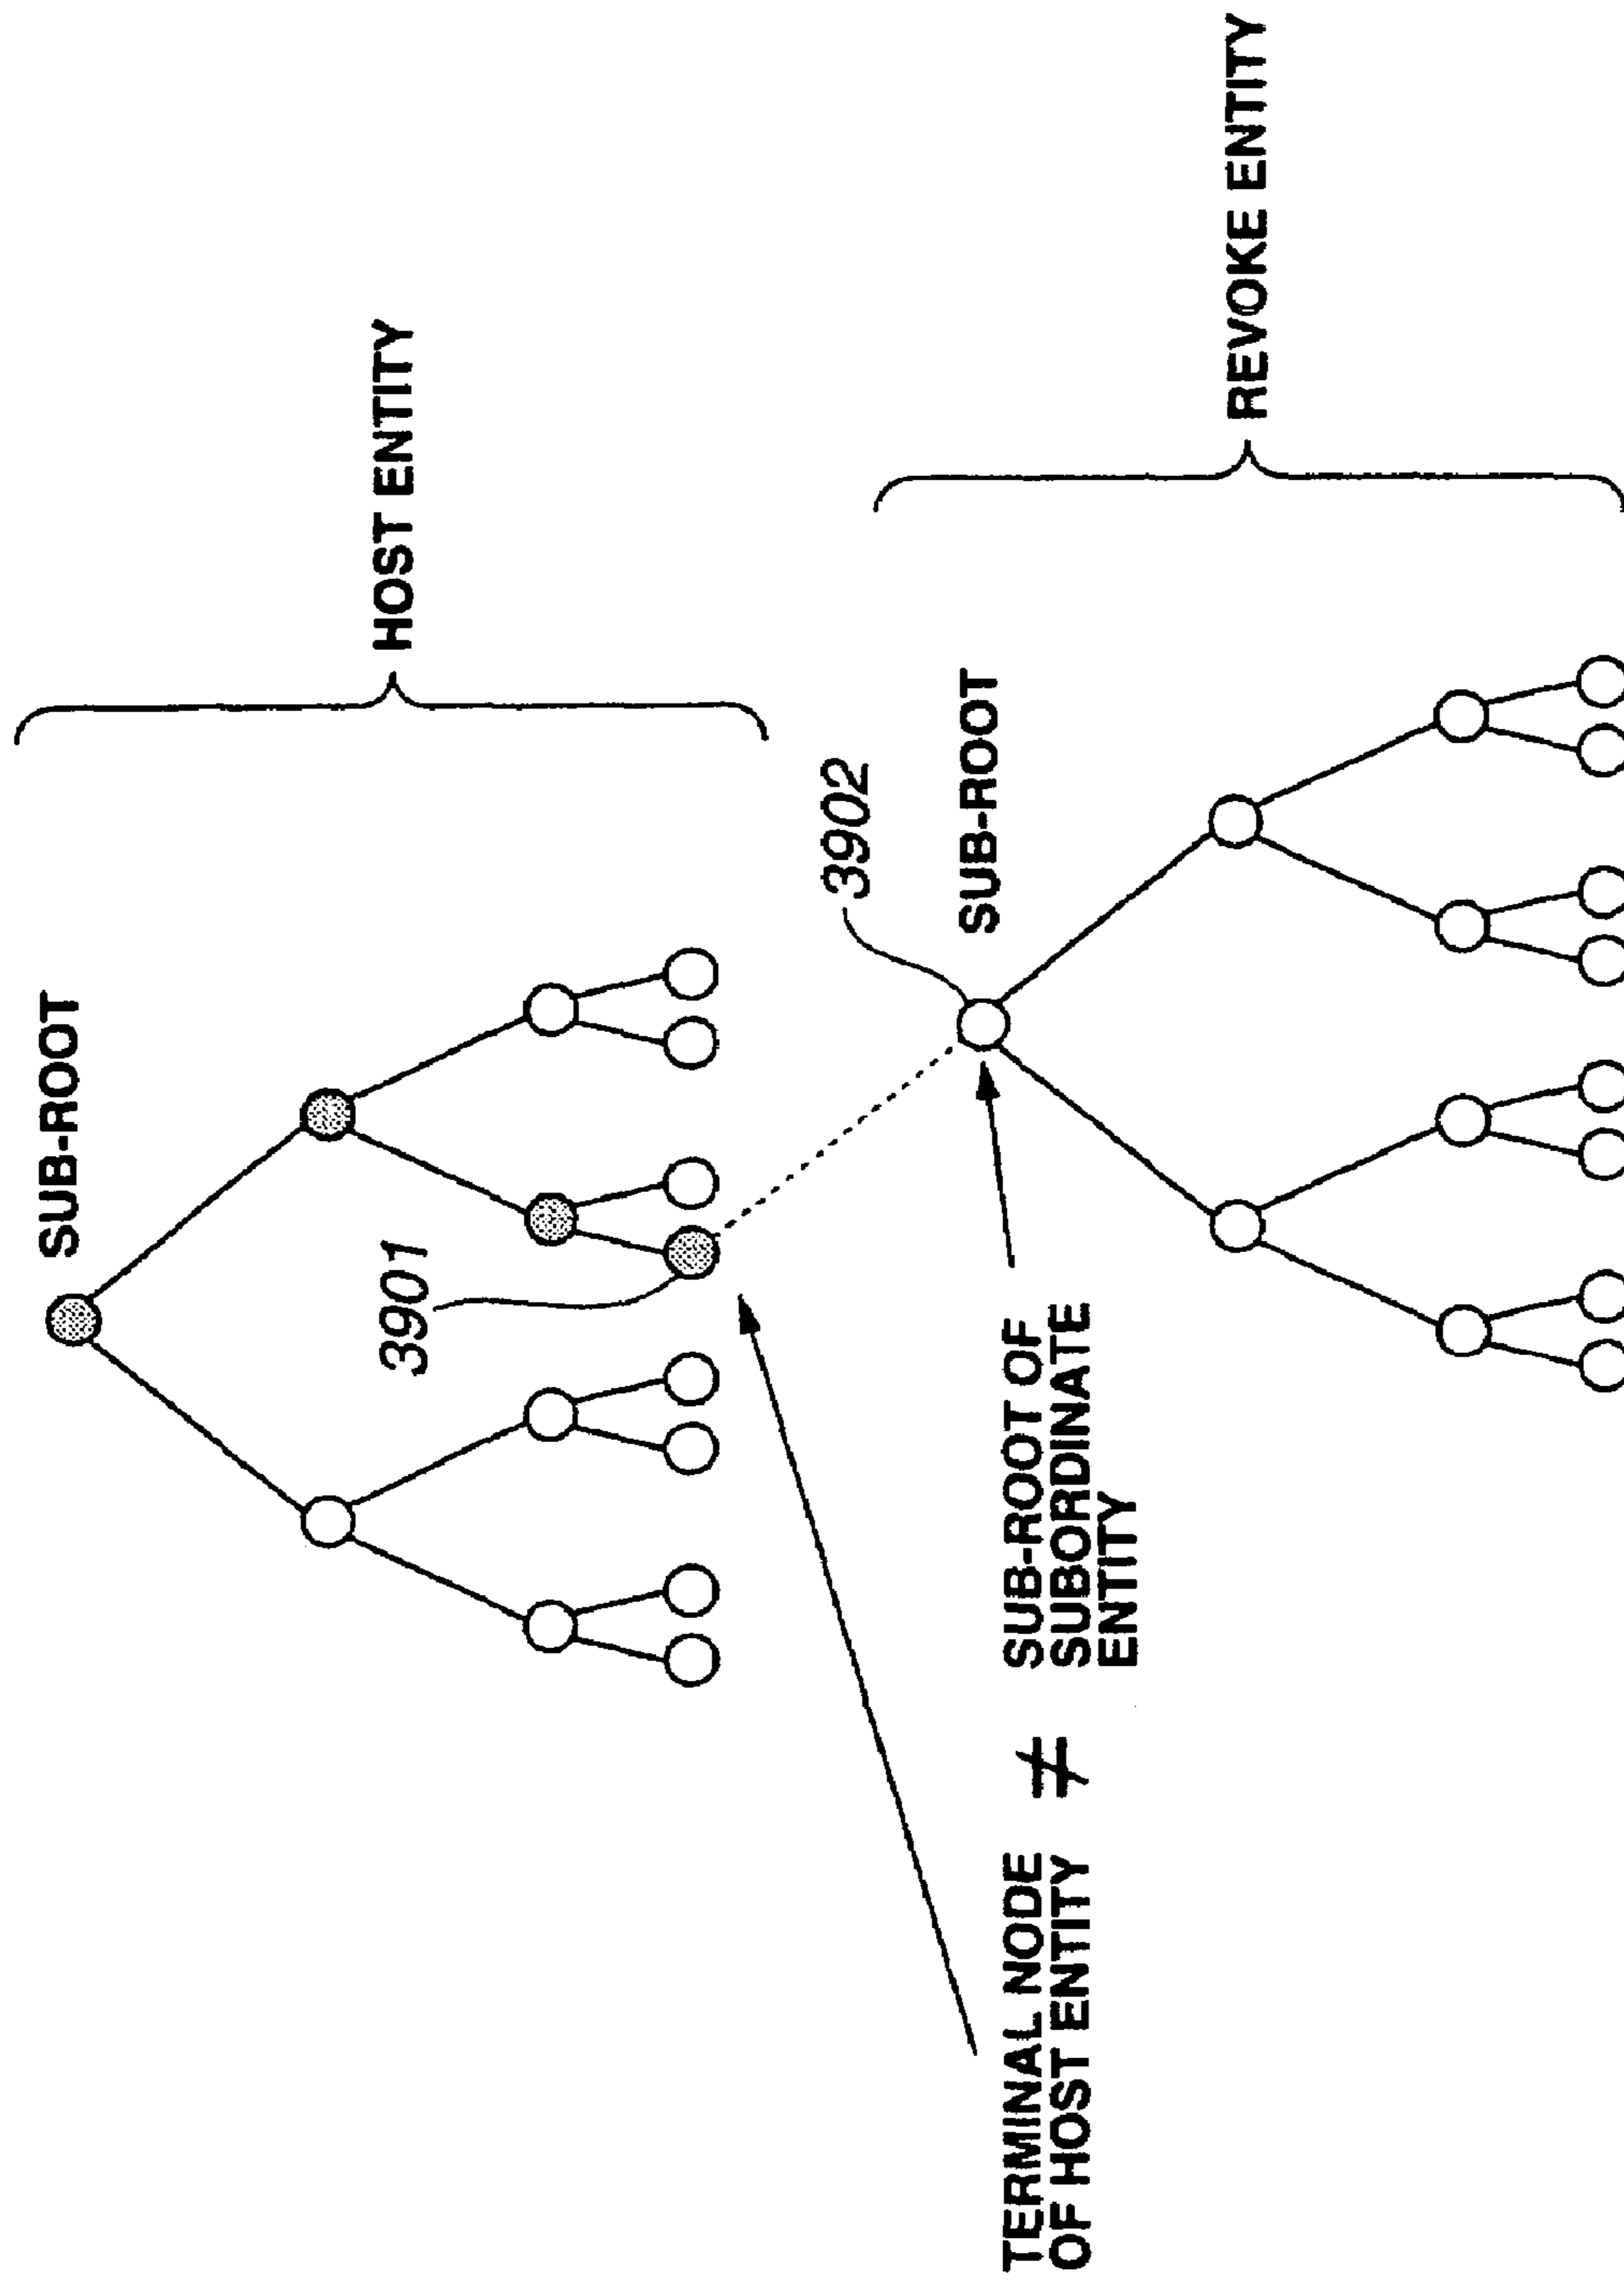 SUB-ROOT
HOST ENTITY
3901
3902
SUB-ROOT
REVOKE ENTITY
TERMINAL NODE
OF HOST ENTITY
≠
SUB-ROOT OF
SUBORDINATE
ENTITY